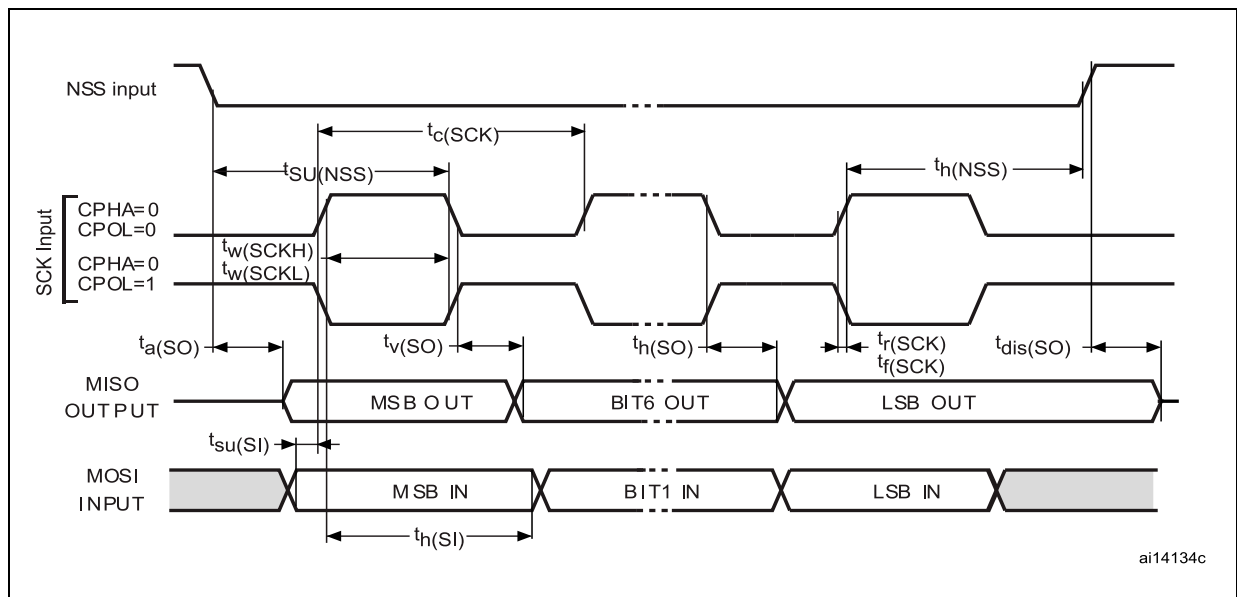 NSS input
tc(SCK)
tSU(NSS)
th(NSS)
SCK Input
CPHA=0
CPOL=0
tw(SCKH)
tw(SCKL)
CPHA=0
CPOL=1
ta(SO)
tv(SO)
th(SO)
tr(SCK)
tf(SCK)
tdis(SO)
MISO
OUTPUT
MSB OUT
BIT6 OUT
LSB OUT
tsu(SI)
MOSI
INPUT
MSB IN
BIT1 IN
LSB IN
th(SI)
ai14134c